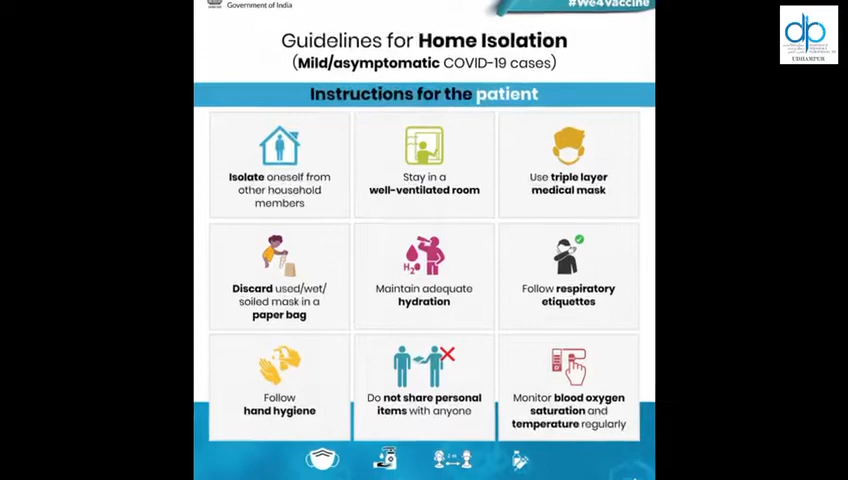 Government of India
#We4Vaccine
UDHAMPUR
Guidelines for Home Isolation
(Mild/asymptomatic COVID-19 cases)
Instructions for the patient
Isolate oneself from
other household
members
Stay in a
well-ventilated room
Use triple layer
medical mask
Discard used/wet/
soiled mask in a
paper bag
H2O
Maintain adequate
hydration
Follow respiratory
etiquettes
Follow
hand hygiene
Do not share personal
items with anyone
Monitor blood oxygen
saturation and
temperature regularly